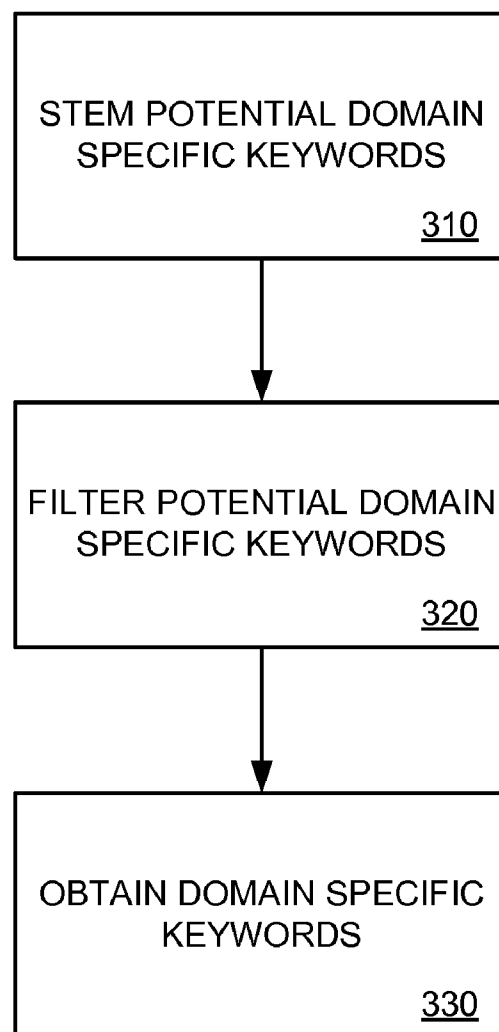 STEM POTENTIAL DOMAIN
SPECIFIC KEYWORDS
310
FILTER POTENTIAL DOMAIN
SPECIFIC KEYWORDS
320
OBTAIN DOMAIN SPECIFIC
KEYWORDS
330